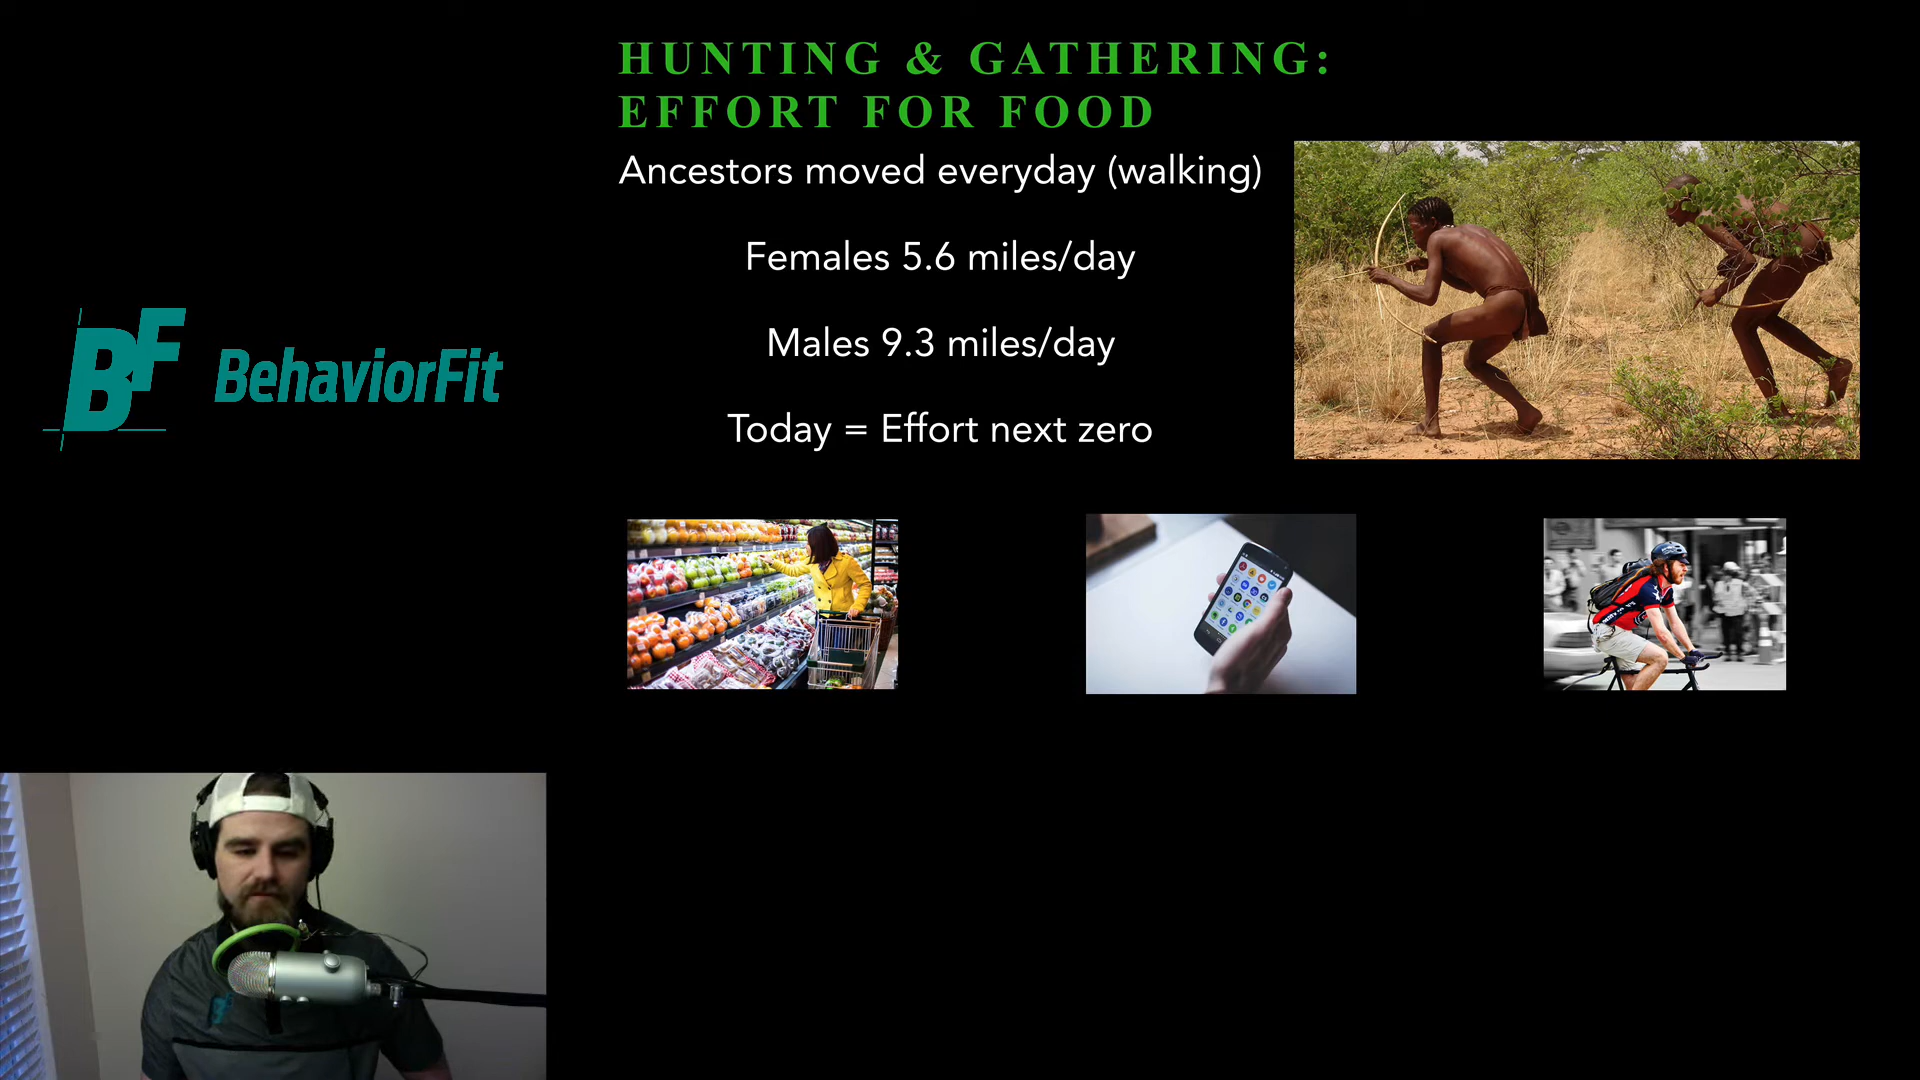 HUNTING & GATHERING:
EFFORT FOR FOOD
Ancestors moved everyday (walking)
Females 5.6 miles/day
Males 9.3 miles/day
Today = Effort next zero
BF BehaviorFit